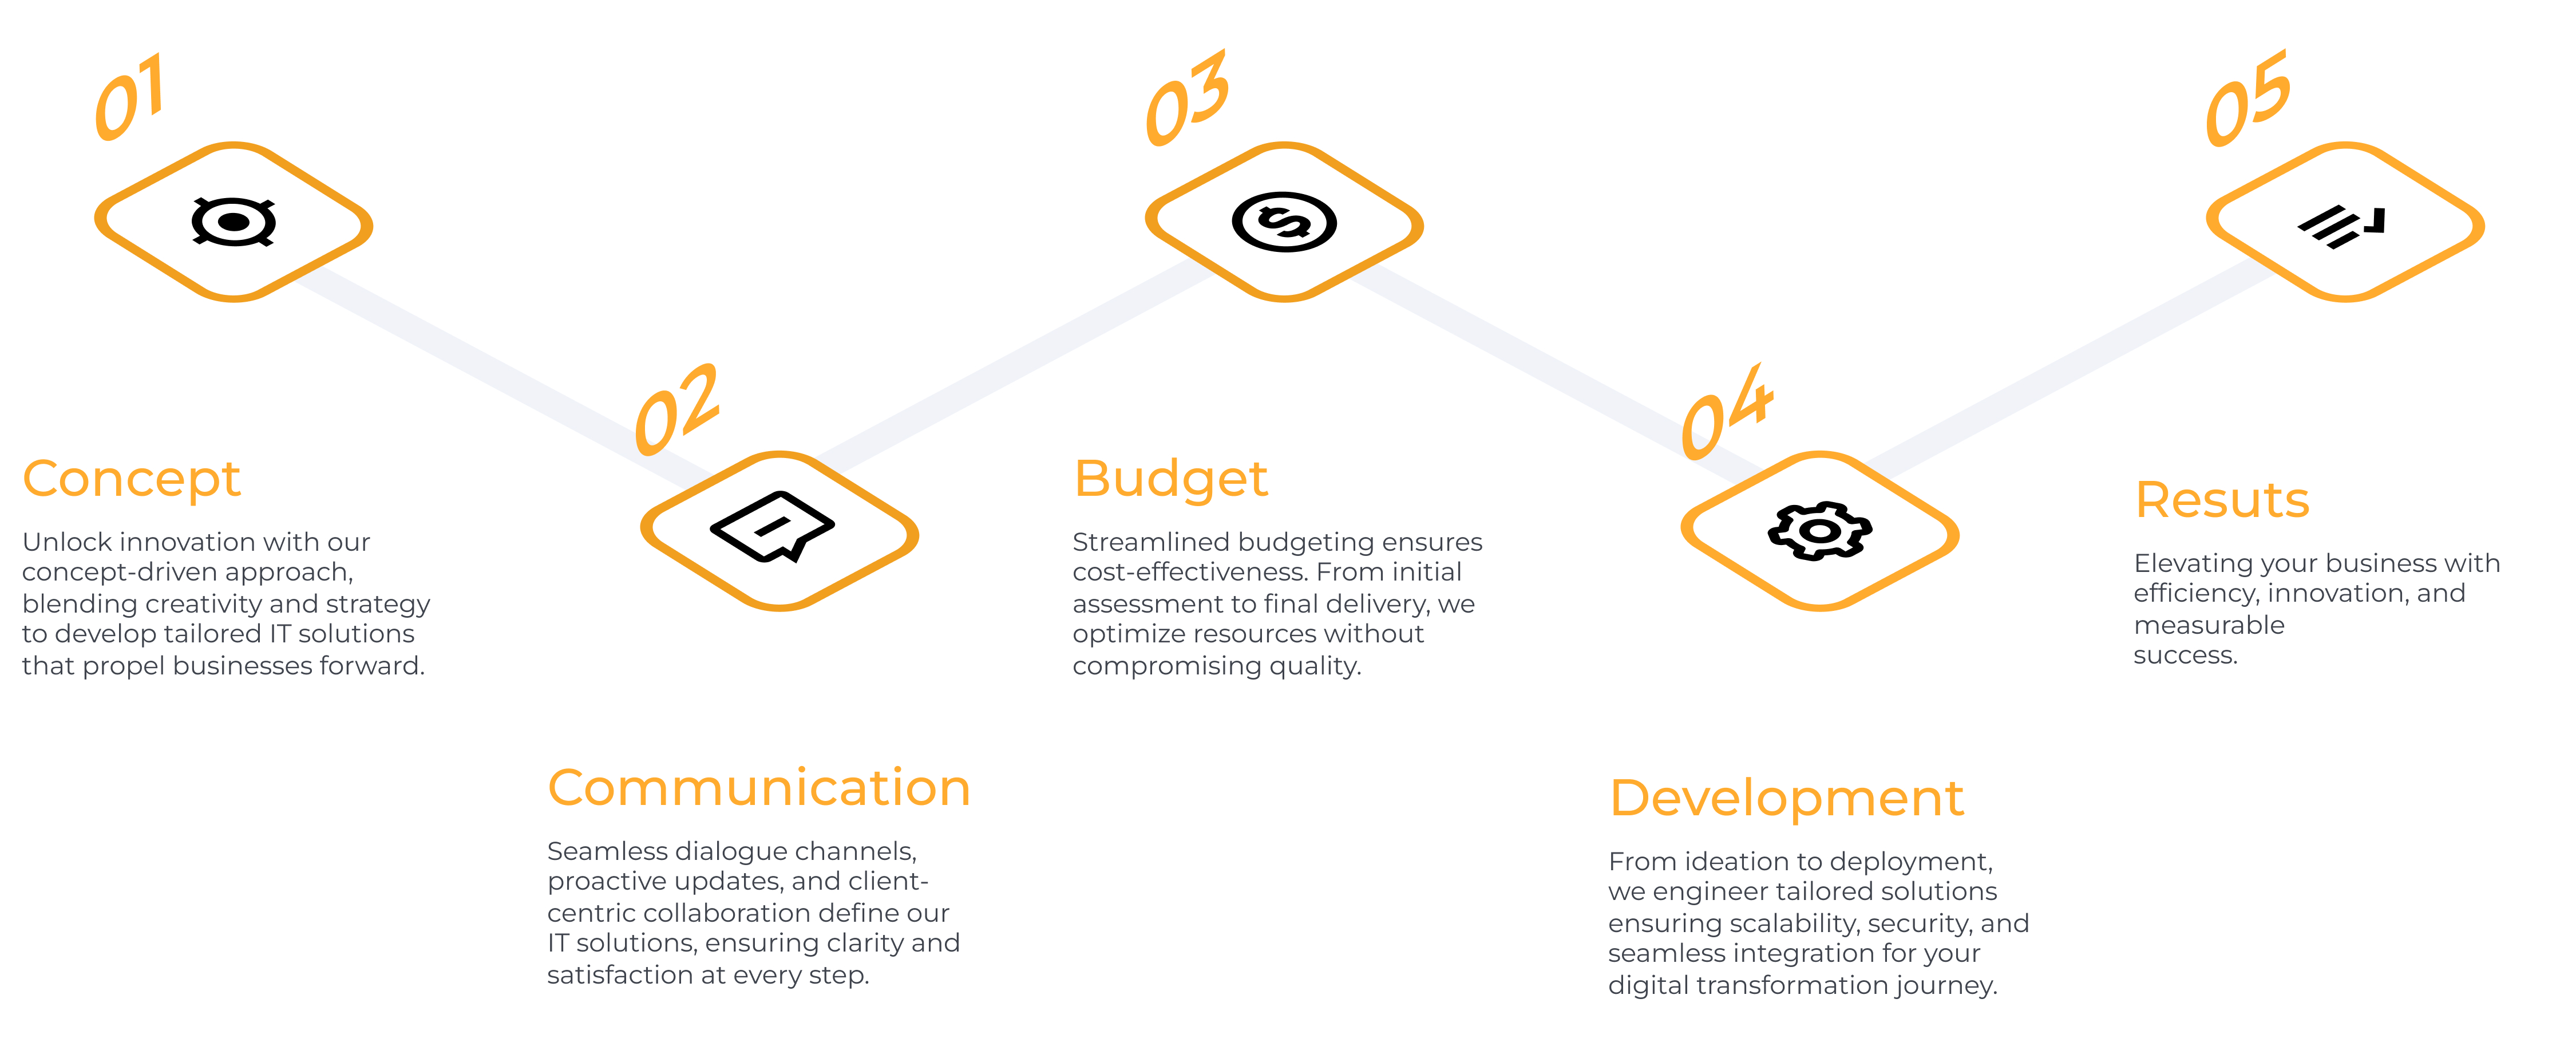 01
Concept
Unlock innovation with our
concept-driven approach,
blending creativity and strategy
to develop tailored IT solutions
that propel businesses forward.
02
Communication
Seamless dialogue channels,
proactive updates, and client-
centric collaboration define our
IT solutions, ensuring clarity and
satisfaction at every step.
03
$
Budget
Streamlined budgeting ensures
cost-effectiveness. From initial
assessment to final delivery, we
optimize resources without
compromising quality.
04
Development
From ideation to deployment,
we engineer tailored solutions
ensuring scalability, security, and
seamless integration for your
digital transformation journey.
05
Resuts
Elevating your business with
efficiency, innovation, and
measurable
success.